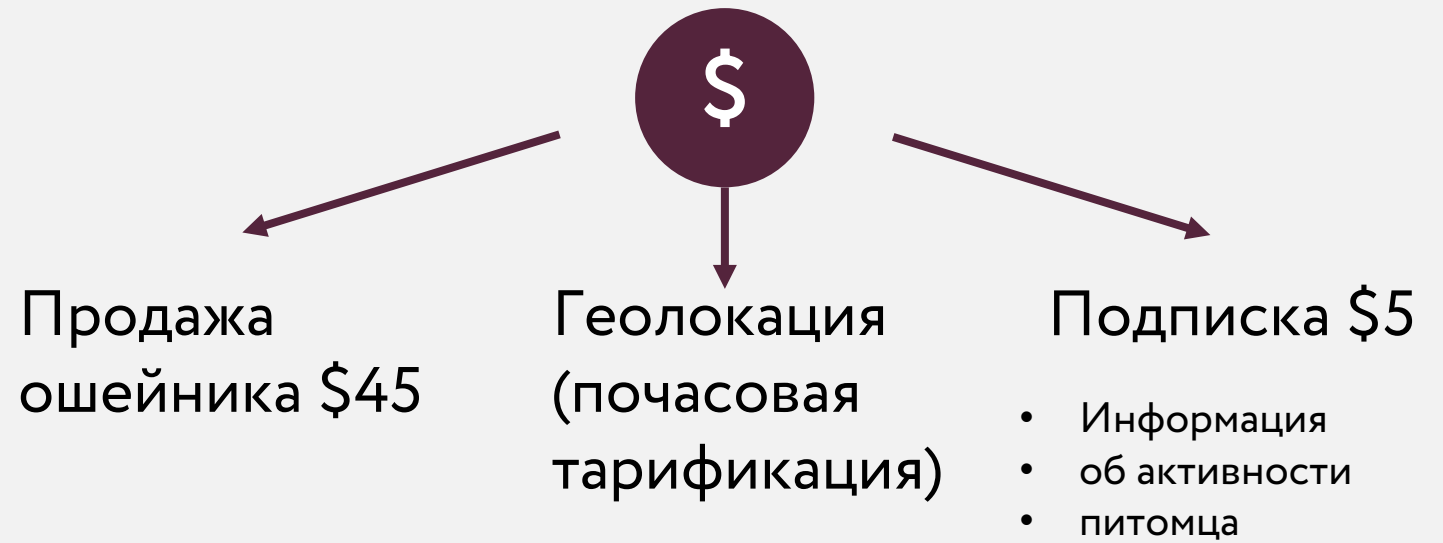 $
Продажа
ошейника $45
Геолокация
(почасовая
тарификация)
Подписка $5
• Информация
• об активности
• питомца